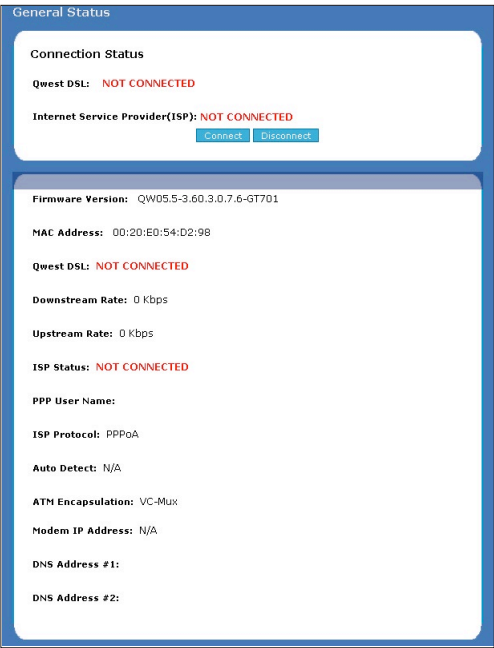 General Status
Connection Status
Qwest DSL: NOT CONNECTED
Internet Service Provider(ISP): NOT CONNECTED
Connect Disconnect
Firmware Version: QW05.5-3.60.3.0.7.6-GT701
MAC Address: 00:20:E0:54:D2:98
Qwest DSL: NOT CONNECTED
Downstream Rate: 0 Kbps
Upstream Rate: 0 Kbps
ISP Status: NOT CONNECTED
PPP User Name:
ISP Protocol: PPPoA
Auto Detect: N/A
ATM Encapsulation: VC-Mux
Modem IP Address: N/A
DNS Address #1:
DNS Address #2: